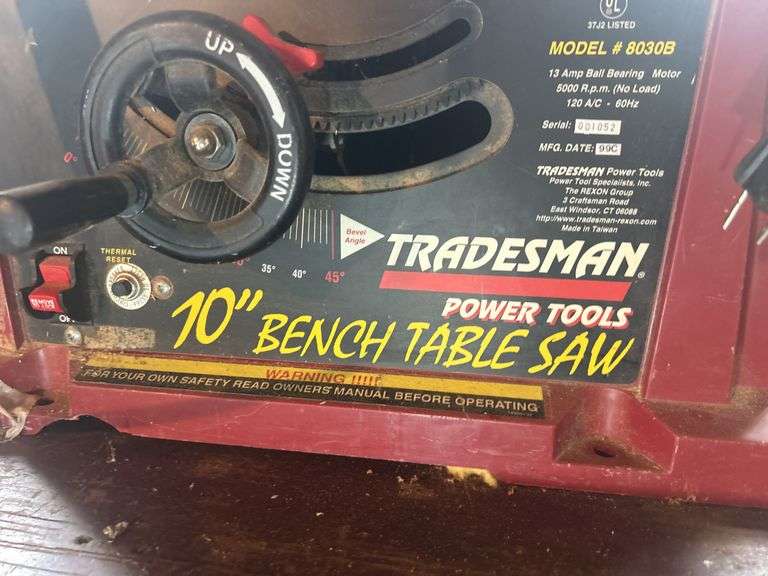 UL
37J2 LISTED
MODEL # 8030B
13 Amp Ball Bearing Motor
5000 R.p.m. (No Load)
120 A/C - 60Hz
Serial: 001052
MFG. DATE: 99C
TRADESMAN Power Tools
Power Tool Specialists, Inc.
The REXON Group
3 Craftsman Road
East Windsor, CT 06088
http://www.tradesman-rexon.com
Made in Taiwan
UP
DOWN
0°
35° 40° 45°
Bevel
Angle
ON
THERMAL
RESET
TRADESMAN®
POWER TOOLS
10" BENCH TABLE SAW
WARNING !!!!!
FOR YOUR OWN SAFETY READ OWNERS MANUAL BEFORE OPERATING